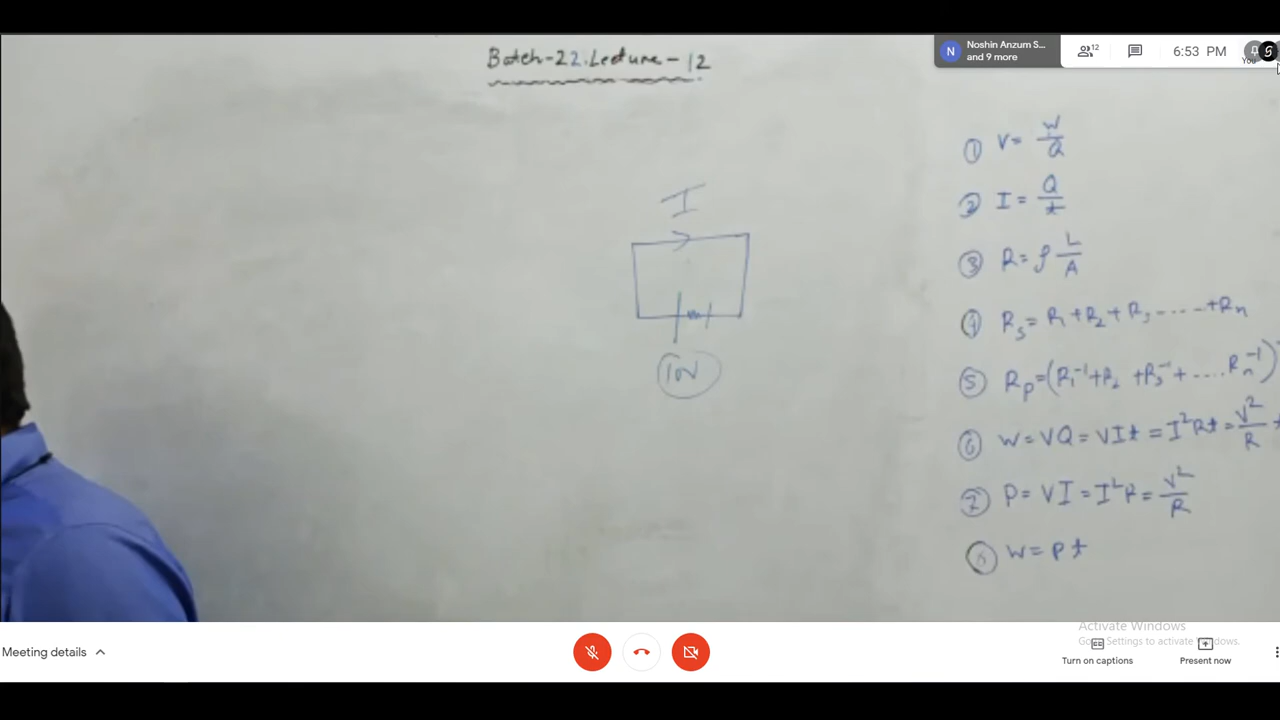 Batch-22. Lecture-12
Noshin Anzum S...
and 9 more
N
12
6:53 PM
You
I
10V
① V = W/Q
② I = Q/t
③ R = ρ L/A
④ Rs = R1 + R2 + R3 ..... + Rn
⑤ Rp = (R1⁻¹ + R2 + R3⁻¹ + .... Rn⁻¹)
⑥ W = VQ = VIt = I²Rt = V²/R t
⑦ P = VI = I²R = V²/R
⑧ W = Pt
Activate Windows
Go to Settings to activate Windows.
Meeting details
Turn on captions
Present now